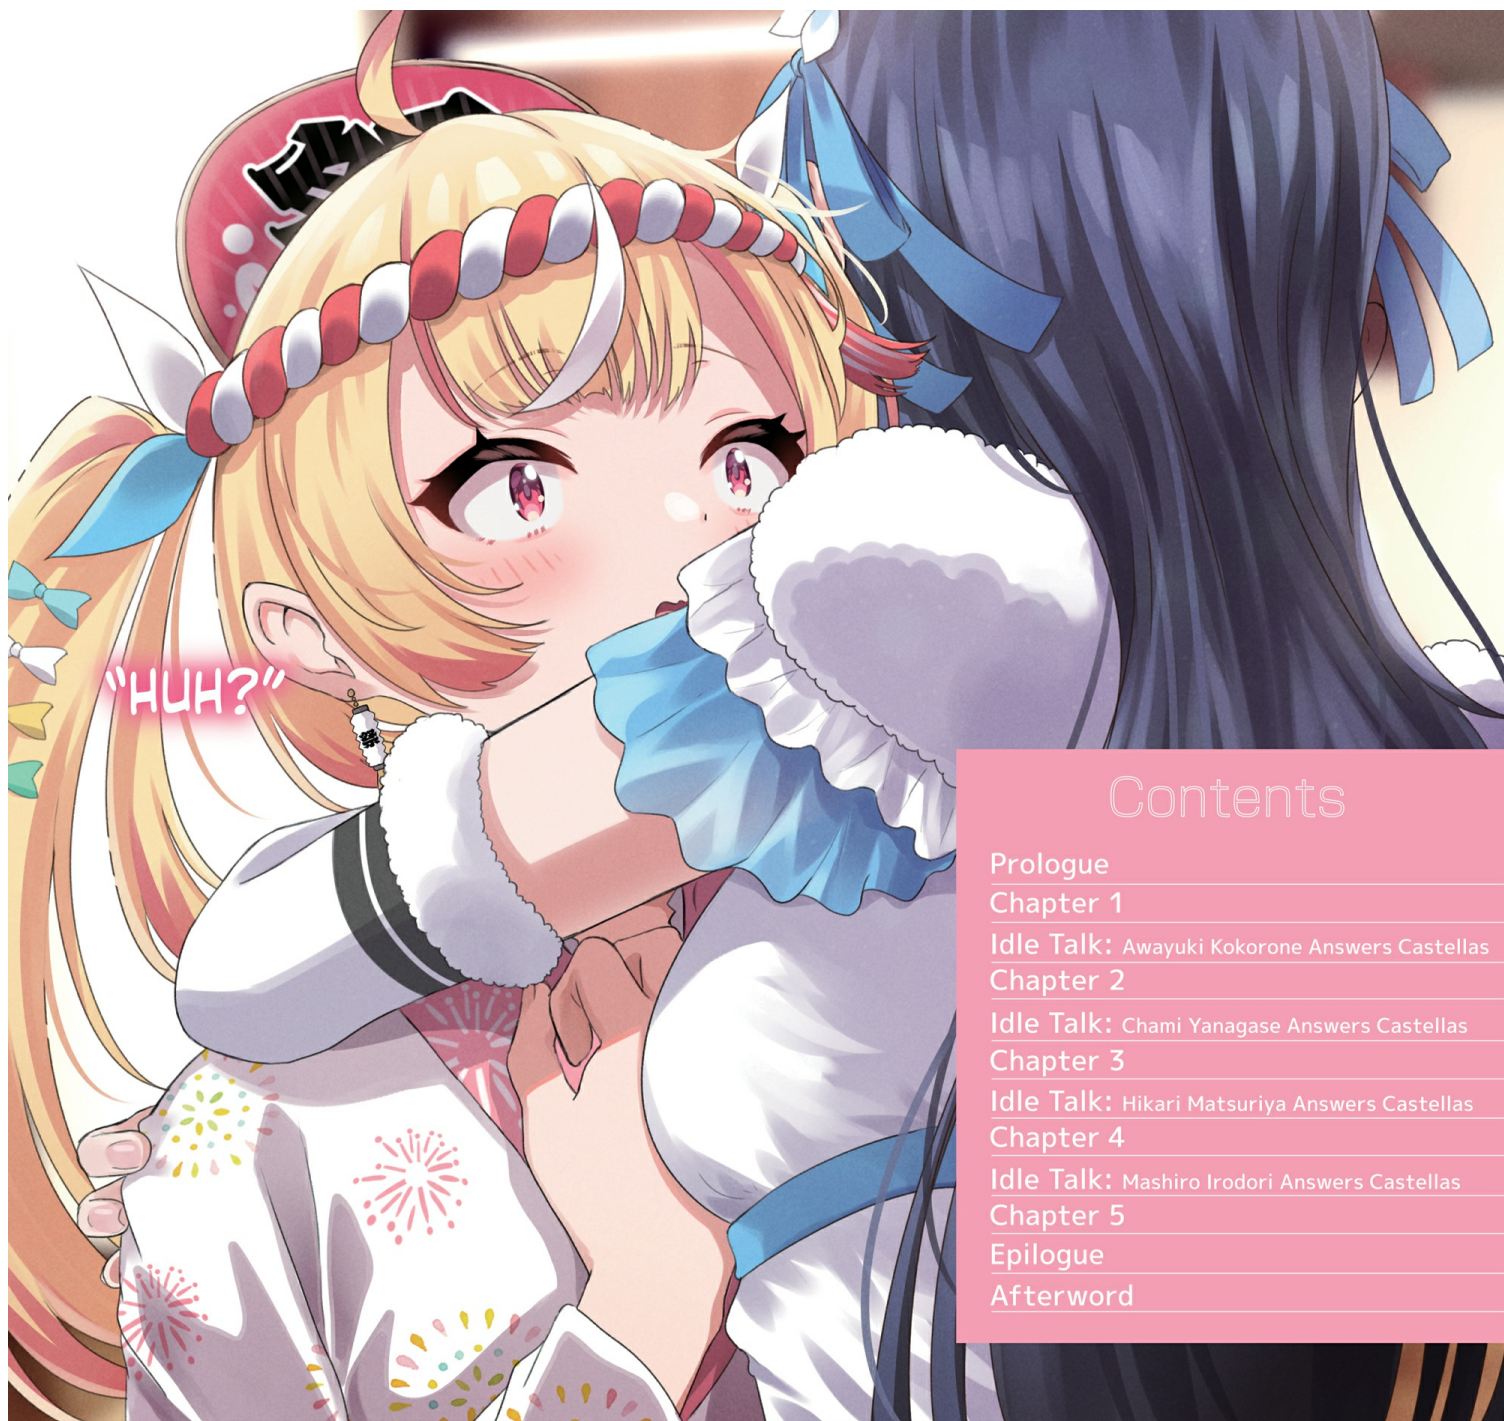 “HUH?”
祭
Contents
Prologue
Chapter 1
Idle Talk: Awayuki Kokorone Answers Castellas
Chapter 2
Idle Talk: Chami Yanagase Answers Castellas
Chapter 3
Idle Talk: Hikari Matsuriya Answers Castellas
Chapter 4
Idle Talk: Mashiro Irodori Answers Castellas
Chapter 5
Epilogue
Afterword